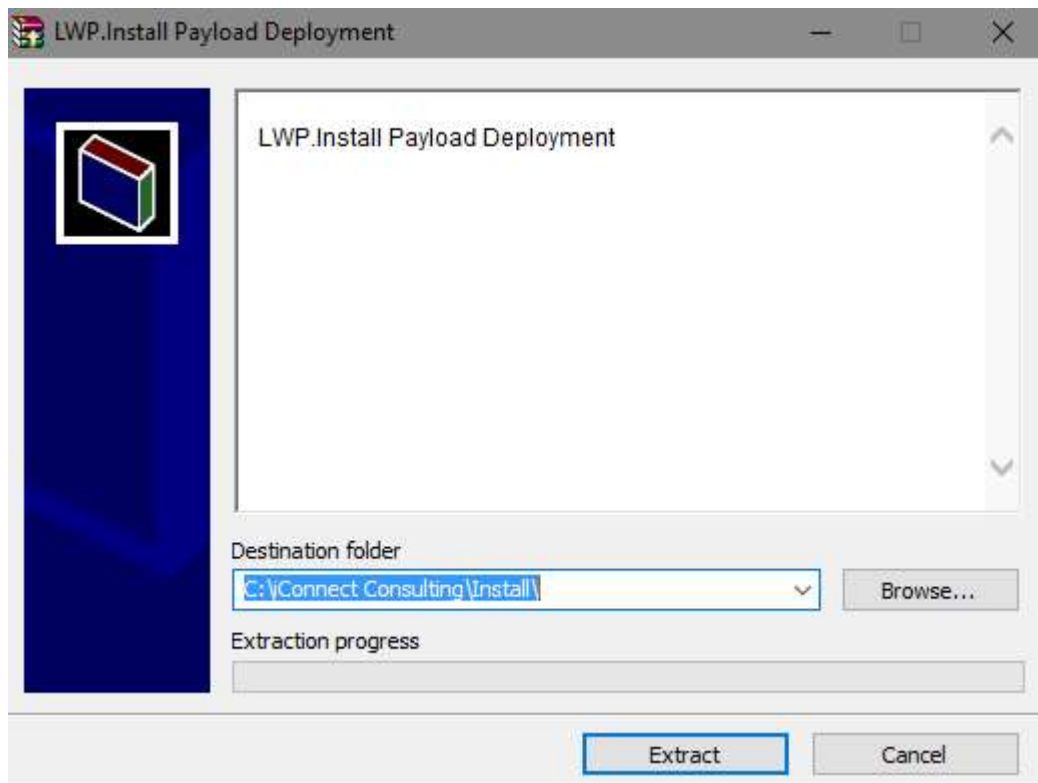 LWP.Install Payload Deployment
LWP.Install Payload Deployment
Destination folder
C:\iConnect Consulting\Install\
Browse...
Extraction progress
Extract
Cancel